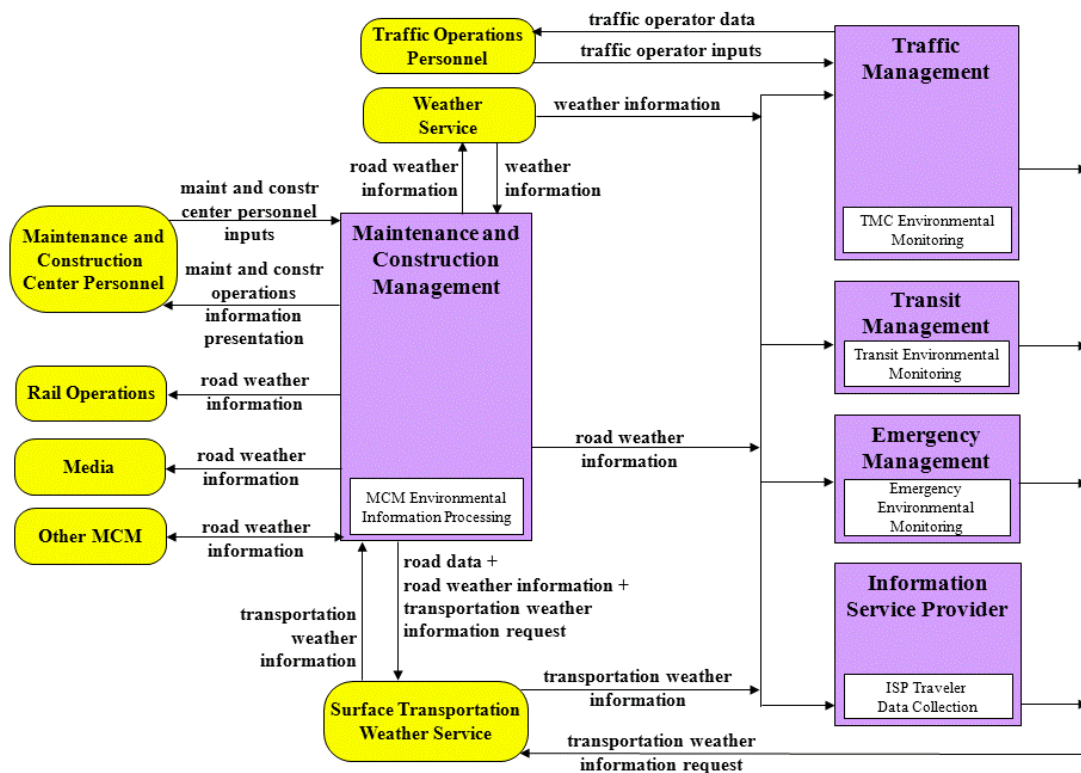 traffic operator data
Traffic Operations
Personnel
traffic operator inputs
Traffic
Management
Weather
Service
weather information
road weather
information
weather
information
maint and constr
center personnel
inputs
Maintenance and
Construction
Center Personnel
maint and constr
operations
information
presentation
Maintenance and
Construction
Management
TMC Environmental
Monitoring
Transit
Management
Transit Environmental
Monitoring
Rail Operations
road weather
information
Media
road weather
information
road weather
information
Emergency
Management
Emergency
Environmental
Monitoring
MCM Environmental
Information Processing
Other MCM
road weather
information
road data +
road weather information +
transportation weather
information request
transportation
weather
information
Information
Service Provider
ISP Traveler
Data Collection
Surface Transportation
Weather Service
transportation weather
information
transportation weather
information request